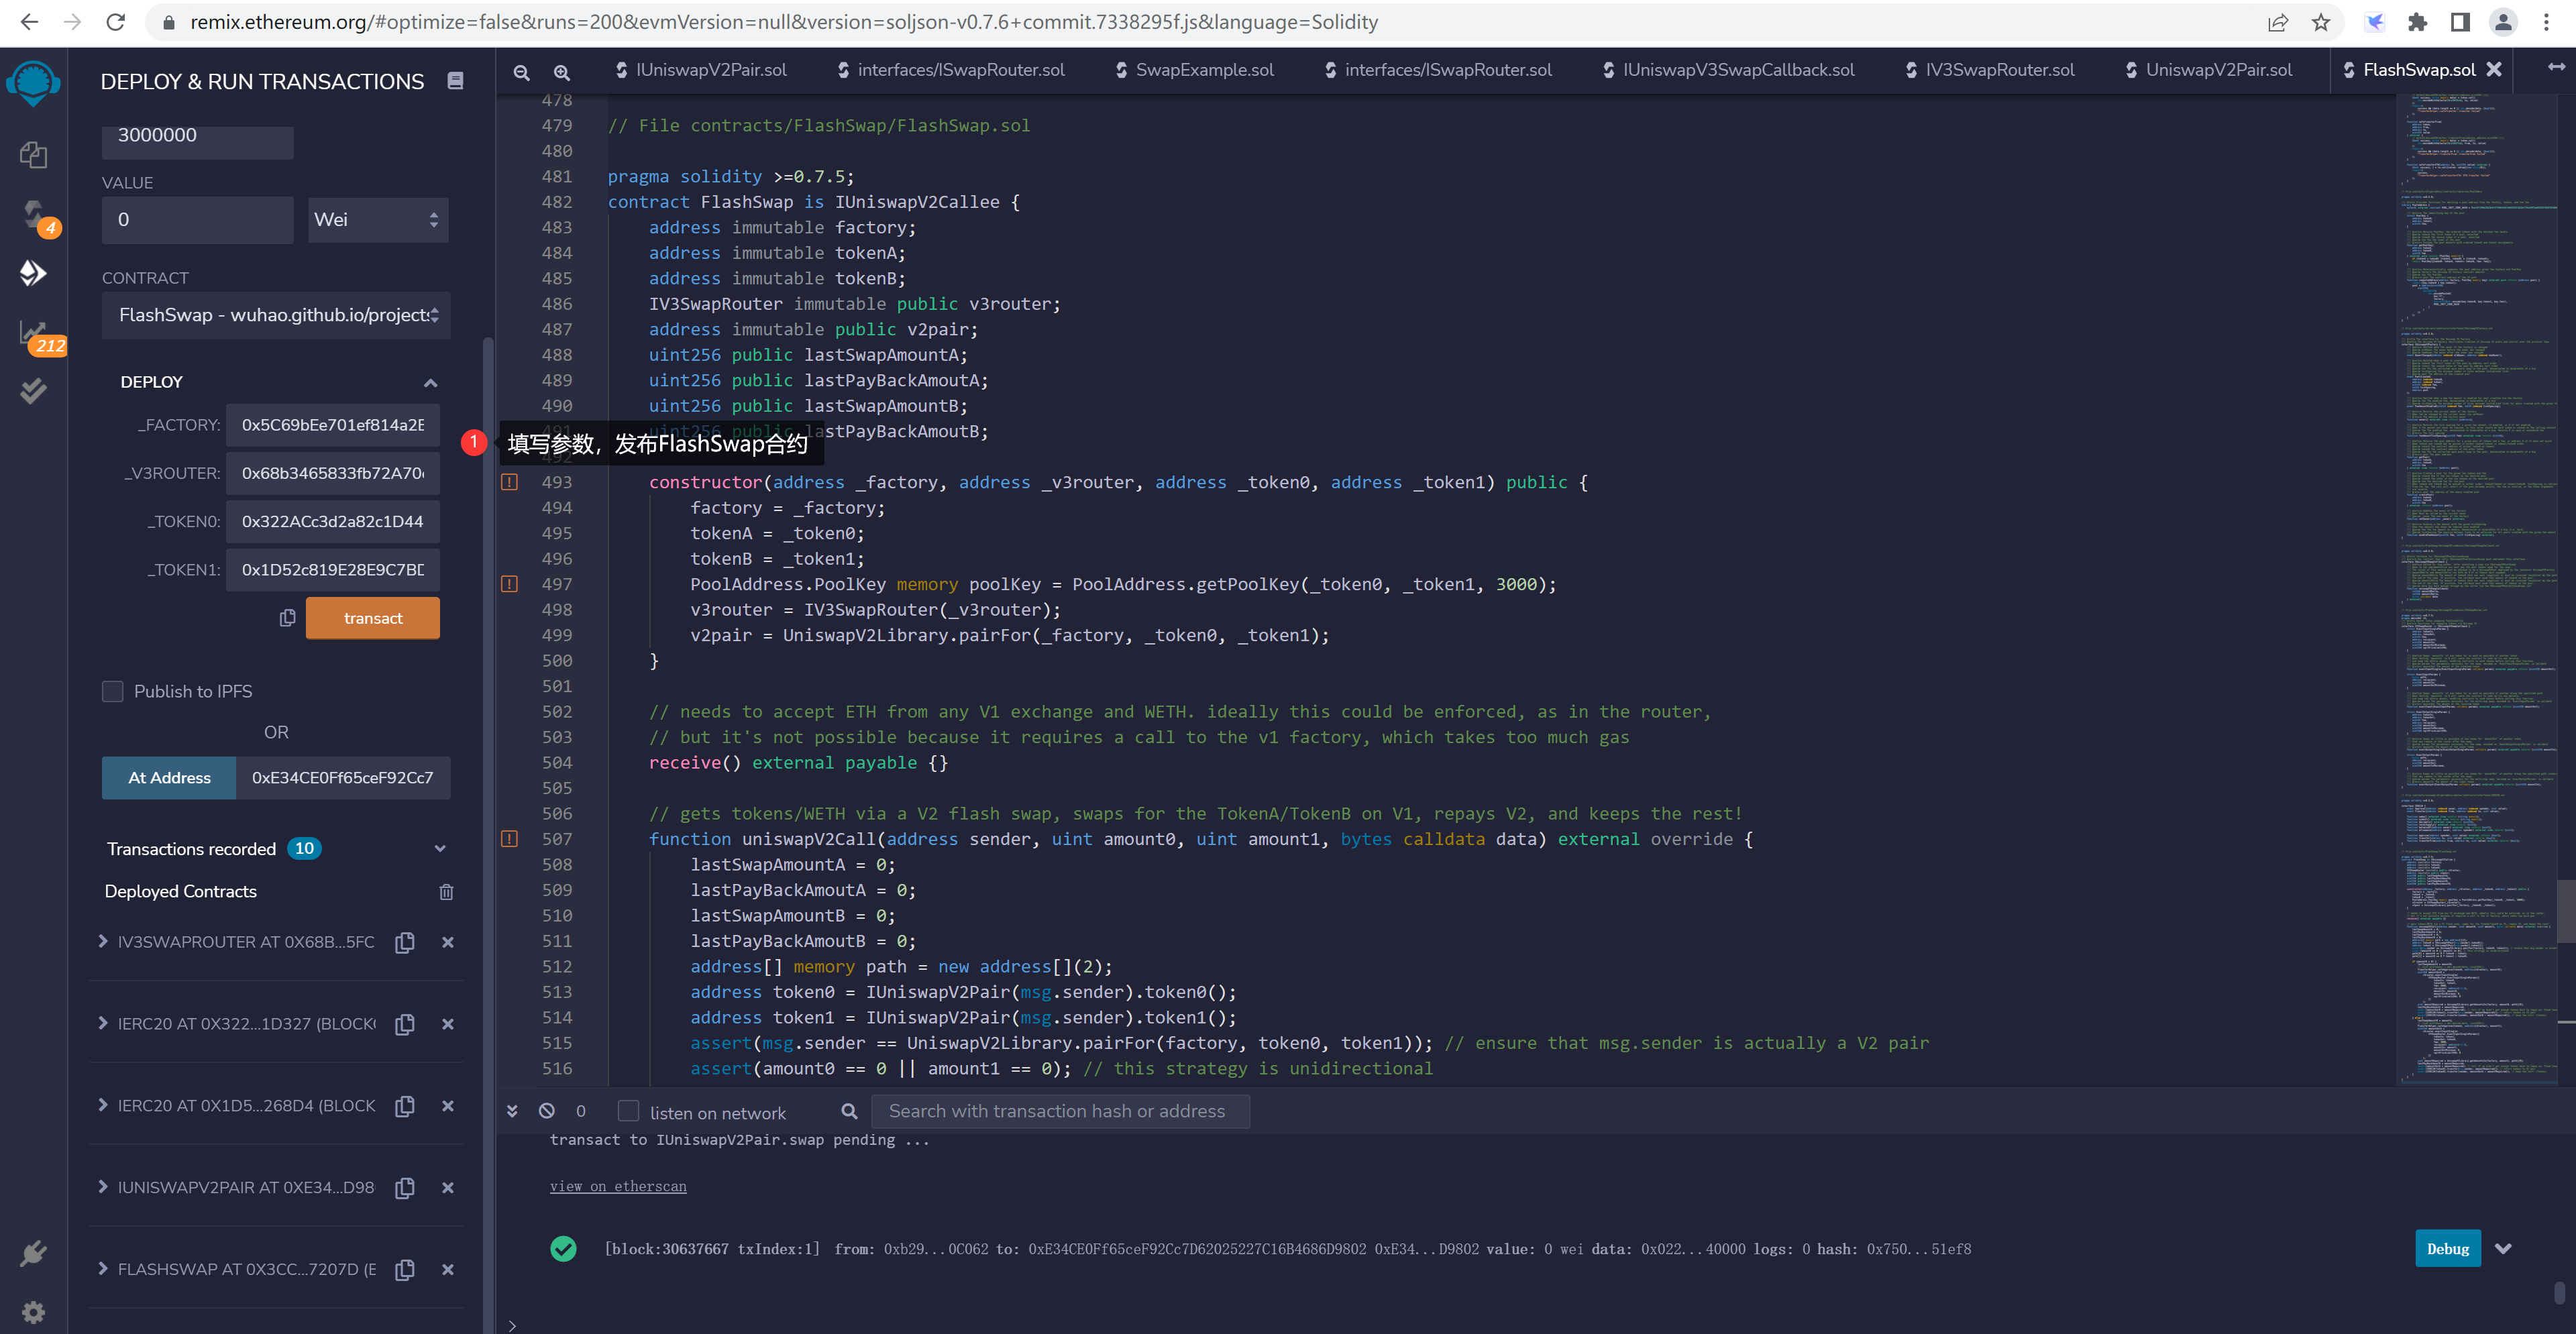 remix.ethereum.org/#optimize=false&runs=200&evmVersion=null&version=soljson-v0.7.6+commit.7338295f.js&language=Solidity
DEPLOY & RUN TRANSACTIONS
3000000
VALUE
0
Wei
CONTRACT
FlashSwap - wuhao.github.io/project
DEPLOY
_FACTORY: 0x5C69bEe701ef814a2E
_V3ROUTER: 0x68b3465833fb72A70
_TOKEN0: 0x322ACc3d2a82c1D44
_TOKEN1: 0x1D52c819E28E9C7BD
transact
Publish to IPFS
OR
At Address 0xE34CE0Ff65ceF92Cc7
Transactions recorded 10
Deployed Contracts
IV3SWAPROUTER AT 0X68B...5FC
IERC20 AT 0X322...1D327 (BLOCK
IERC20 AT 0X1D5...268D4 (BLOCK
IUNISWAPV2PAIR AT 0XE34...D98
FLASHSWAP AT 0X3CC...7207D (E
4
212
1
填写参数，发布FlashSwap合约
IUniswapV2Pair.sol
interfaces/ISwapRouter.sol
SwapExample.sol
interfaces/ISwapRouter.sol
IUniswapV3SwapCallback.sol
IV3SwapRouter.sol
UniswapV2Pair.sol
FlashSwap.sol
478
479 // File contracts/FlashSwap/FlashSwap.sol
480
481 pragma solidity >=0.7.5;
482 contract FlashSwap is IUniswapV2Callee {
483 address immutable factory;
484 address immutable tokenA;
485 address immutable tokenB;
486 IV3SwapRouter immutable public v3router;
487 address immutable public v2pair;
488 uint256 public lastSwapAmountA;
489 uint256 public lastPayBackAmoutA;
490 uint256 public lastSwapAmountB;
491 uint256 public lastPayBackAmoutB;
492
493 constructor(address _factory, address _v3router, address _token0, address _token1) public {
494 factory = _factory;
495 tokenA = _token0;
496 tokenB = _token1;
497 PoolAddress.PoolKey memory poolKey = PoolAddress.getPoolKey(_token0, _token1, 3000);
498 v3router = IV3SwapRouter(_v3router);
499 v2pair = UniswapV2Library.pairFor(_factory, _token0, _token1);
500 }
501
502 // needs to accept ETH from any V1 exchange and WETH. ideally this could be enforced, as in the router,
503 // but it's not possible because it requires a call to the v1 factory, which takes too much gas
504 receive() external payable {}
505
506 // gets tokens/WETH via a V2 flash swap, swaps for the TokenA/TokenB on V1, repays V2, and keeps the rest!
507 function uniswapV2Call(address sender, uint amount0, uint amount1, bytes calldata data) external override {
508 lastSwapAmountA = 0;
509 lastPayBackAmoutA = 0;
510 lastSwapAmountB = 0;
511 lastPayBackAmoutB = 0;
512 address[] memory path = new address[](2);
513 address token0 = IUniswapV2Pair(msg.sender).token0();
514 address token1 = IUniswapV2Pair(msg.sender).token1();
515 assert(msg.sender == UniswapV2Library.pairFor(factory, token0, token1)); // ensure that msg.sender is actually a V2 pair
516 assert(amount0 == 0 || amount1 == 0); // this strategy is unidirectional
0
listen on network
Search with transaction hash or address
transact to IUniswapV2Pair.swap pending ...
view on etherscan
[block:30637667 txIndex:1] from: 0xb29...0C062 to: 0xE34CE0Ff65ceF92Cc7D62025227C16B4686D9802 0xE34...D9802 value: 0 wei data: 0x022...40000 logs: 0 hash: 0x750...51ef8
Debug
>